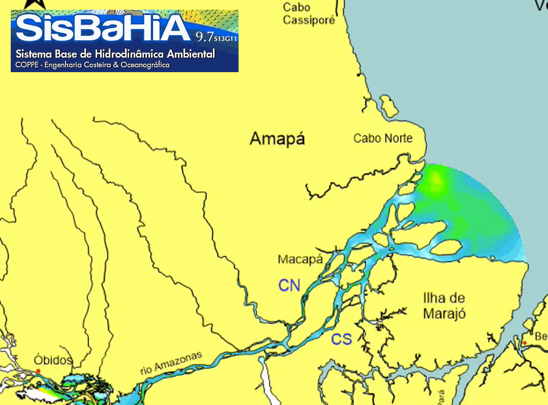 SisBaHiA 9.7S13G11
Sistema Base de Hidrodinâmica Ambiental
COPPE - Engenharia Costeira & Oceanográfica
Cabo
Cassiporé
Amapá
Cabo Norte
Macapá
CN
Ilha de
Marajó
CS
Óbidos
rio Amazonas
Be
Pará